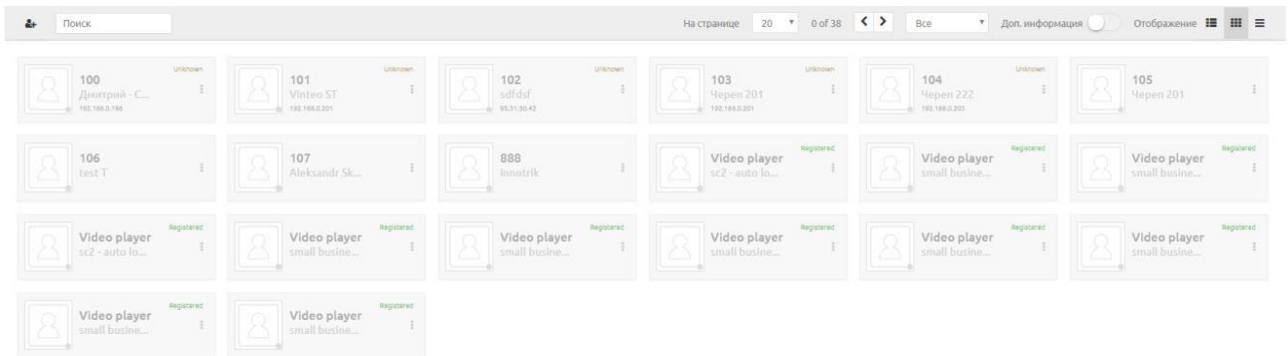 Поиск
На странице 20 0 of 38 Все Доп. информация Отображение
Unknown Unknown Unknown Unknown Unknown
100 101 102 103 104 105
Дмитрий - С... Vinteo ST sdfdsf Череп 201 Черен 222 Черен 201
192.168.0.166 192.168.0.201 95.31.30.42 192.168.0.201 192.168.0.203
Registered Registered Registered
106 107 888 Video player Video player Video player
test T Aleksandr Sk... Innotrik sc2 - auto lo... small busine... small busine...
Registered Registered Registered Registered Registered Registered
Video player Video player Video player Video player Video player Video player
sc2 - auto lo... small busine... small busine... small busine... small busine... small busine...
Registered Registered
Video player Video player
small busine... small busine...